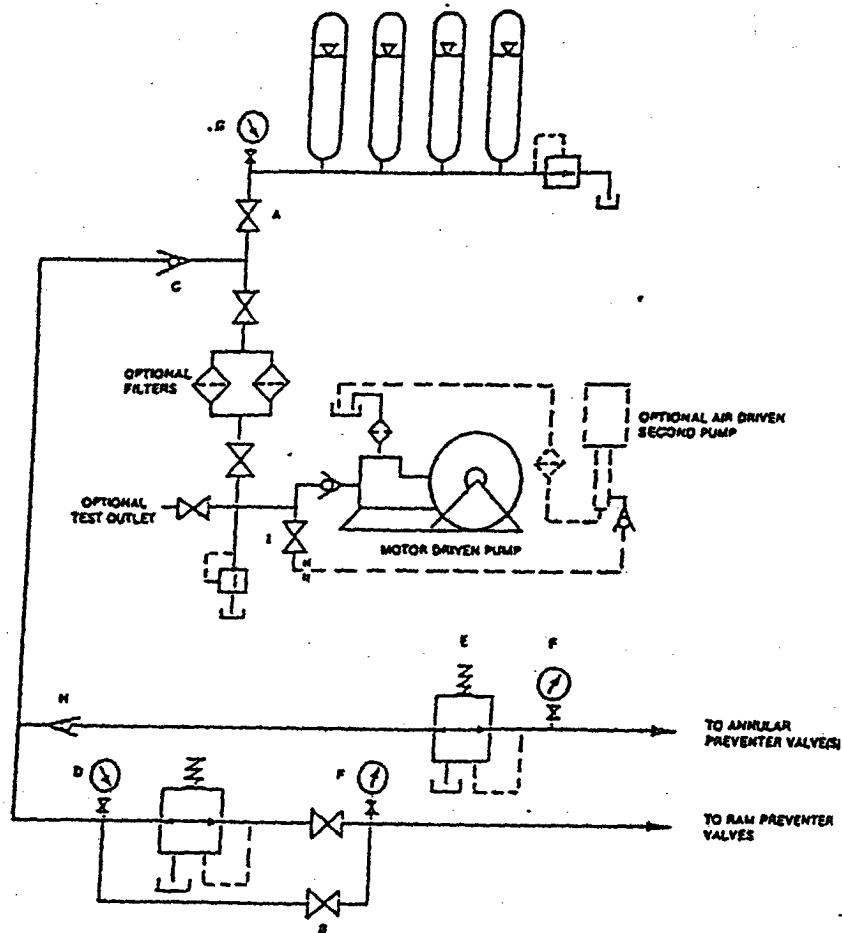 G
A
C
OPTIONAL
FILTERS
OPTIONAL AIR DRIVEN
SECOND PUMP
OPTIONAL
TEST OUTLET
I
MOTOR DRIVEN PUMP
E
F
H
TO ANNULAR
PREVENTER VALVE(S)
D
F
TO RAM PREVENTER
VALVES